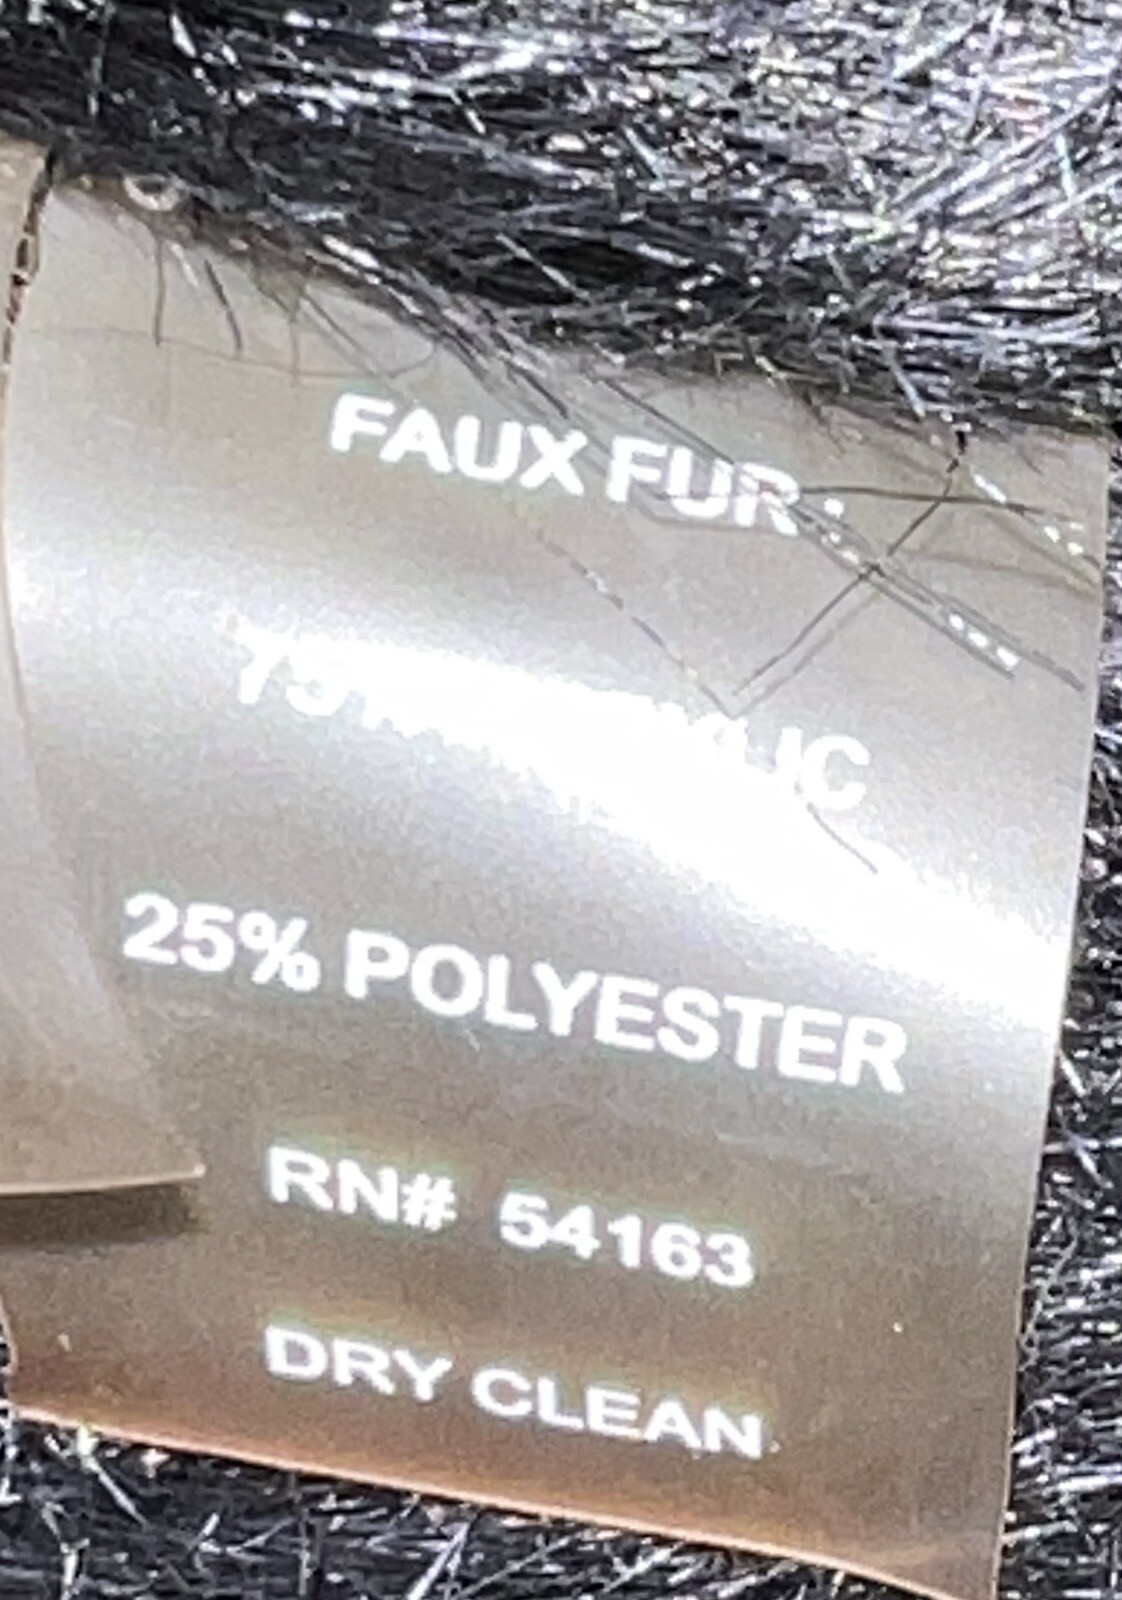 FAUX FUR:
25% POLYESTER
RN# 54163
DRY CLEAN